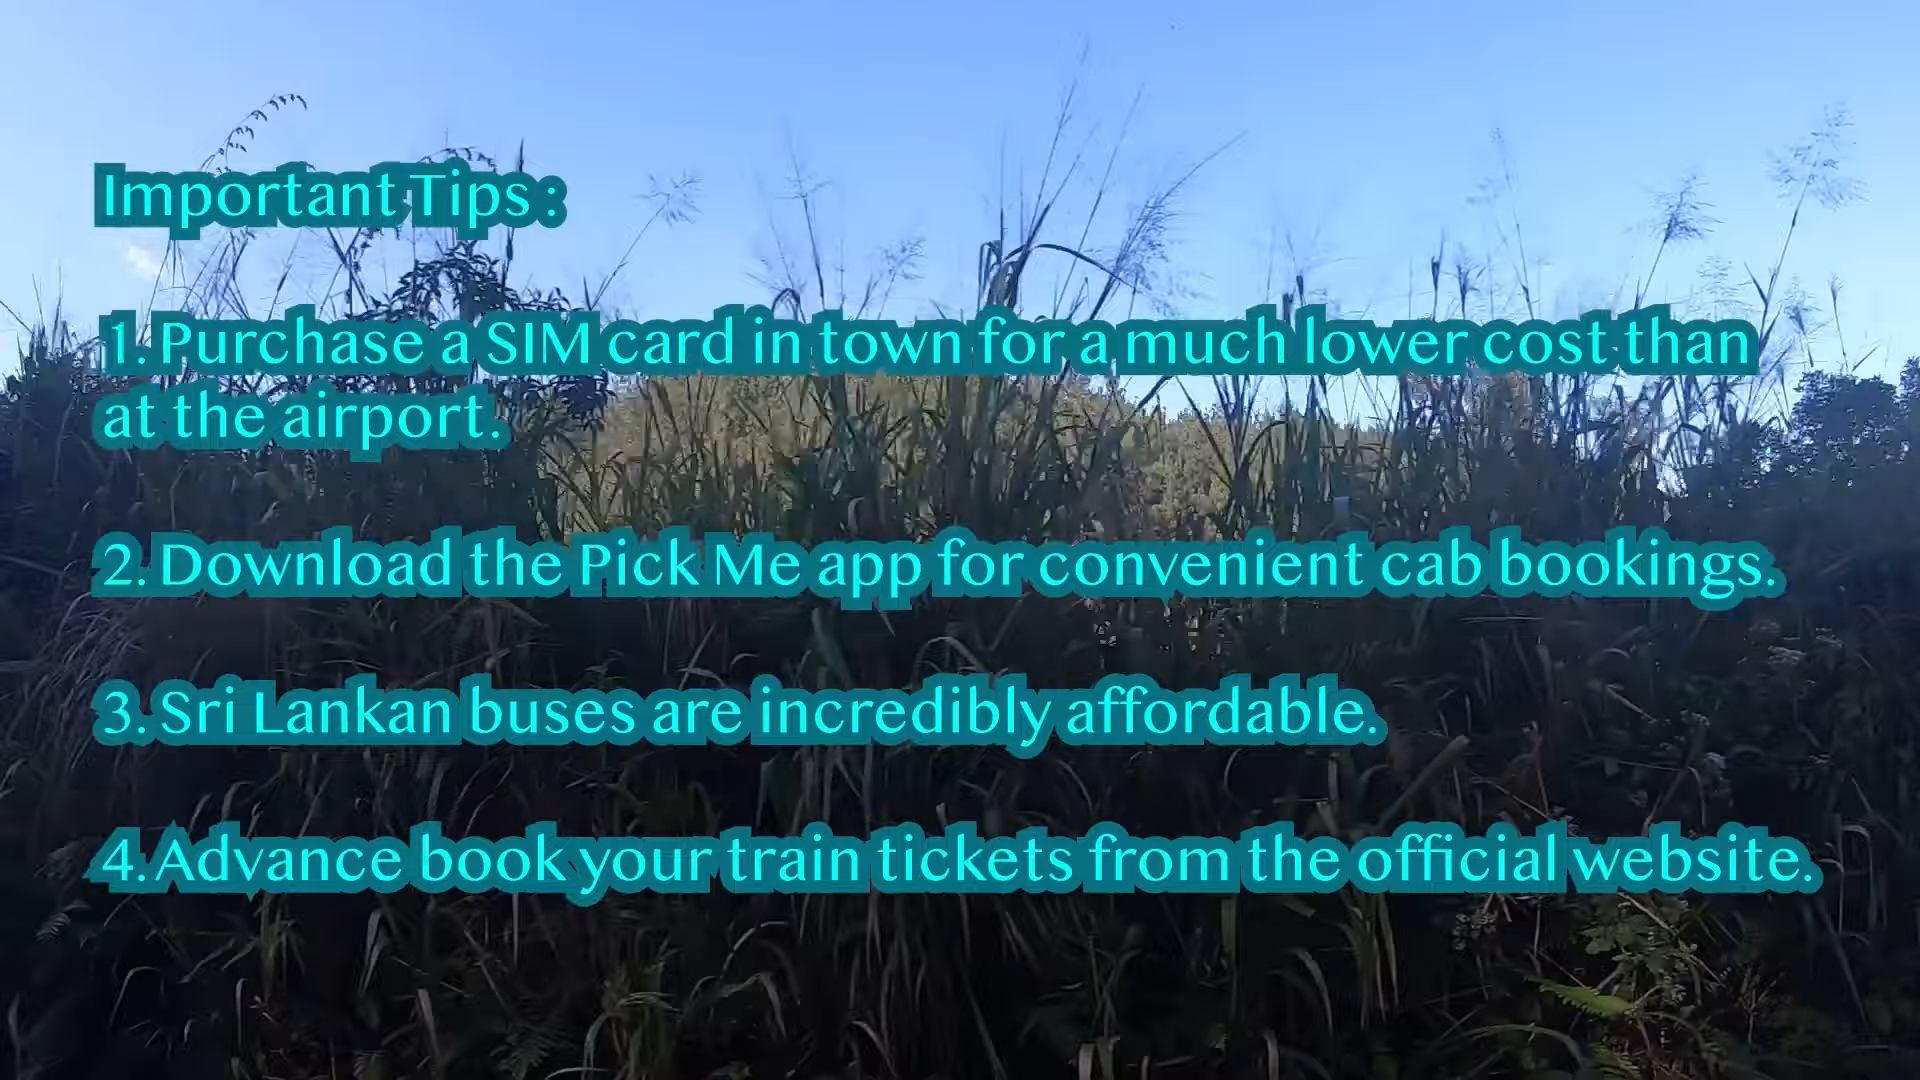 Important Tips :
1. Purchase a SIM card in town for a much lower cost than
at the airport.
2. Download the Pick Me app for convenient cab bookings.
3. Sri Lankan buses are incredibly affordable.
4. Advance book your train tickets from the official website.